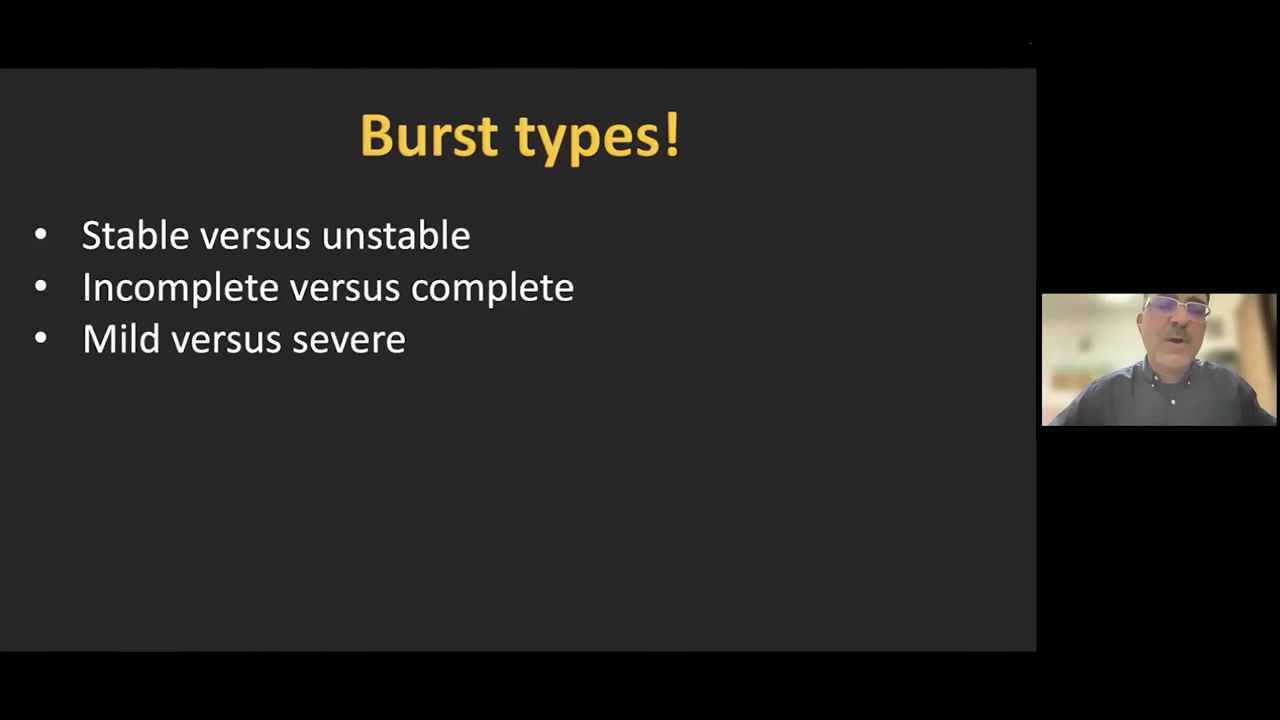 Burst types!
• Stable versus unstable
• Incomplete versus complete
• Mild versus severe